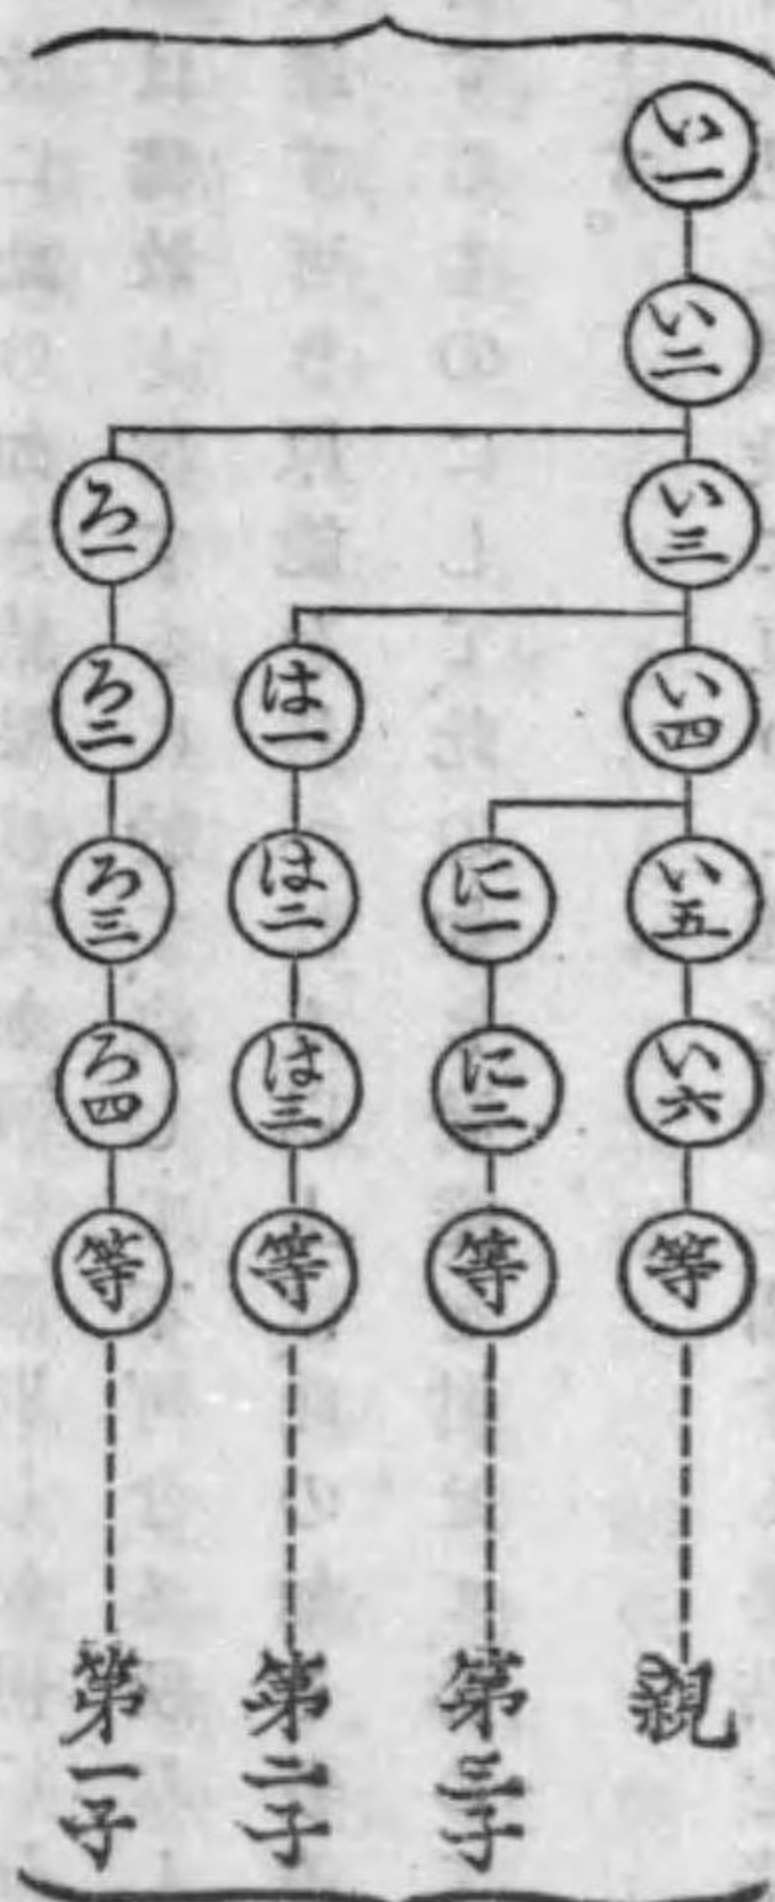 い一 い二 い三 い四 い五 い六 等 親
に一 に二 等 第三子
は一 は二 は三 等 第二子
ろ一 ろ二 ろ三 ろ四 等 第一子